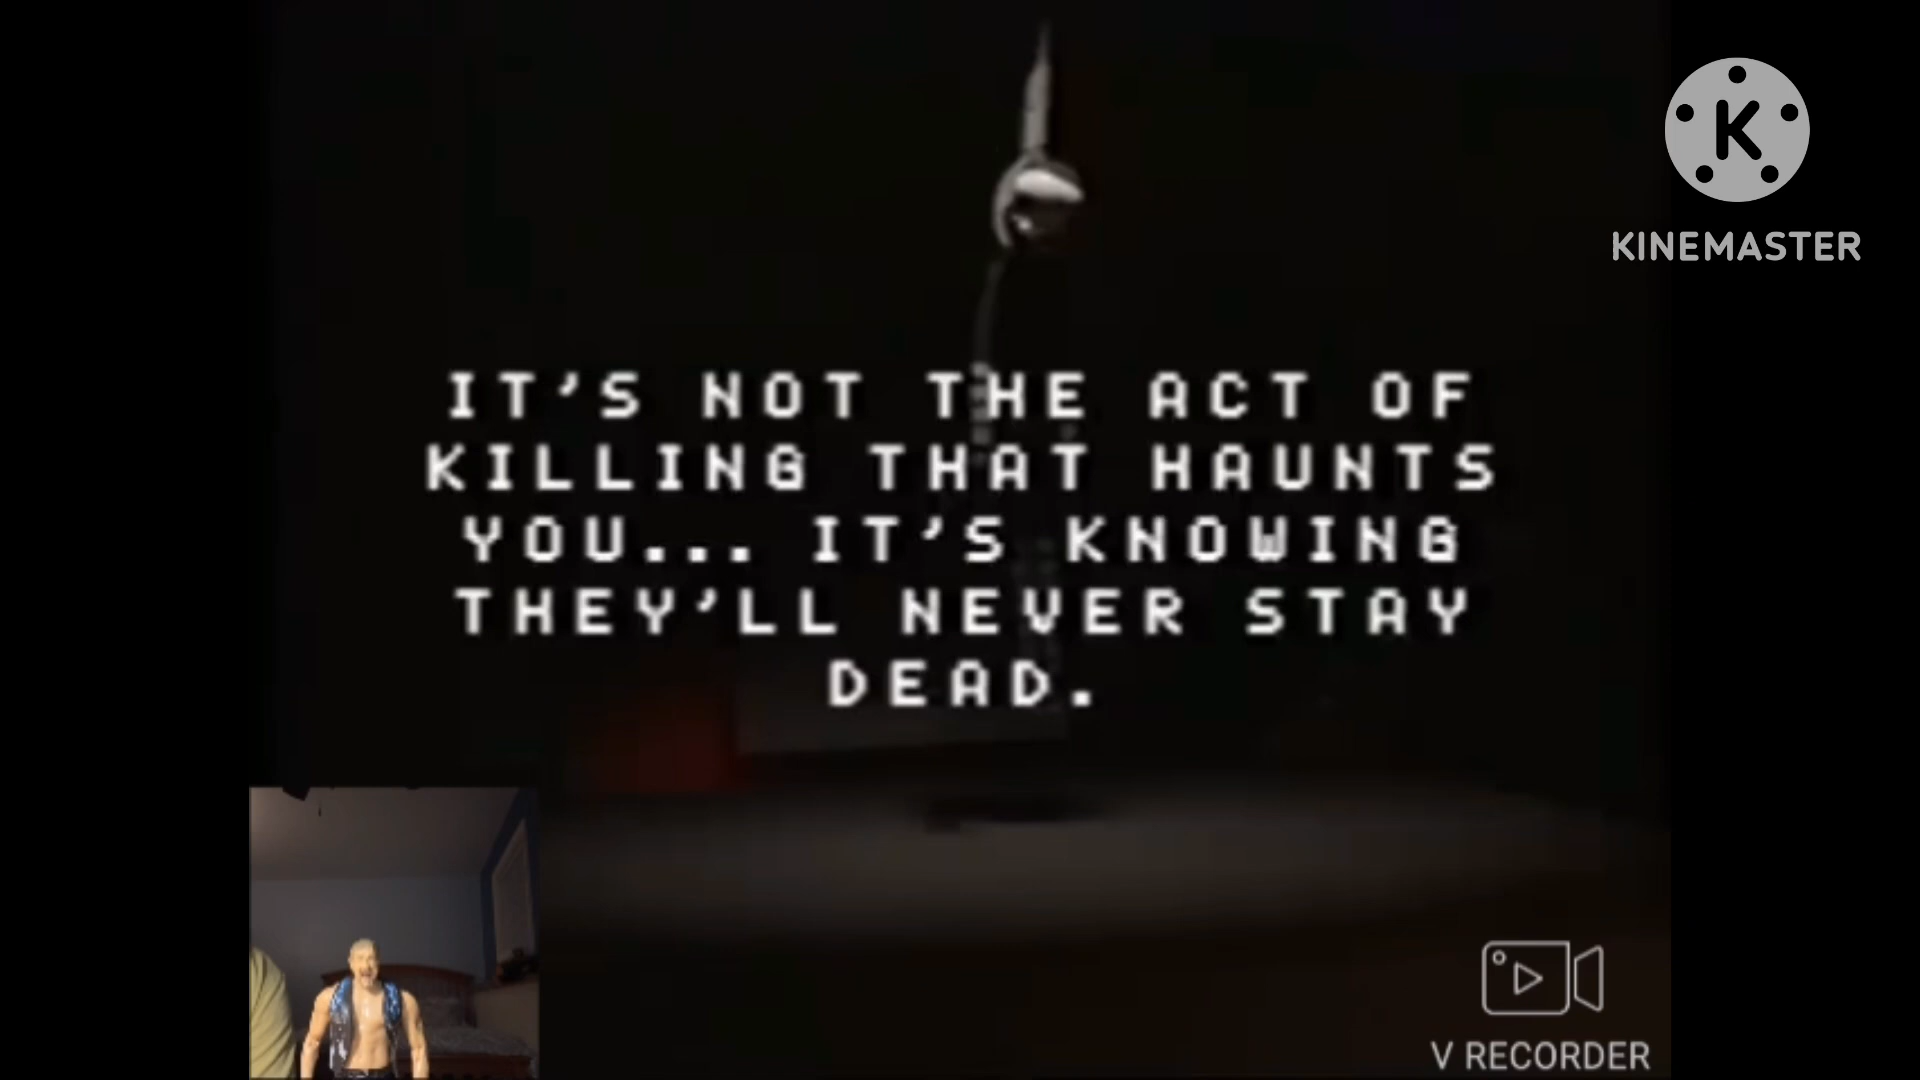 K
KINEMASTER
IT'S NOT THE ACT OF
KILLING THAT HAUNTS
YOU... IT'S KNOWING
THEY'LL NEVER STAY
DEAD.
V RECORDER